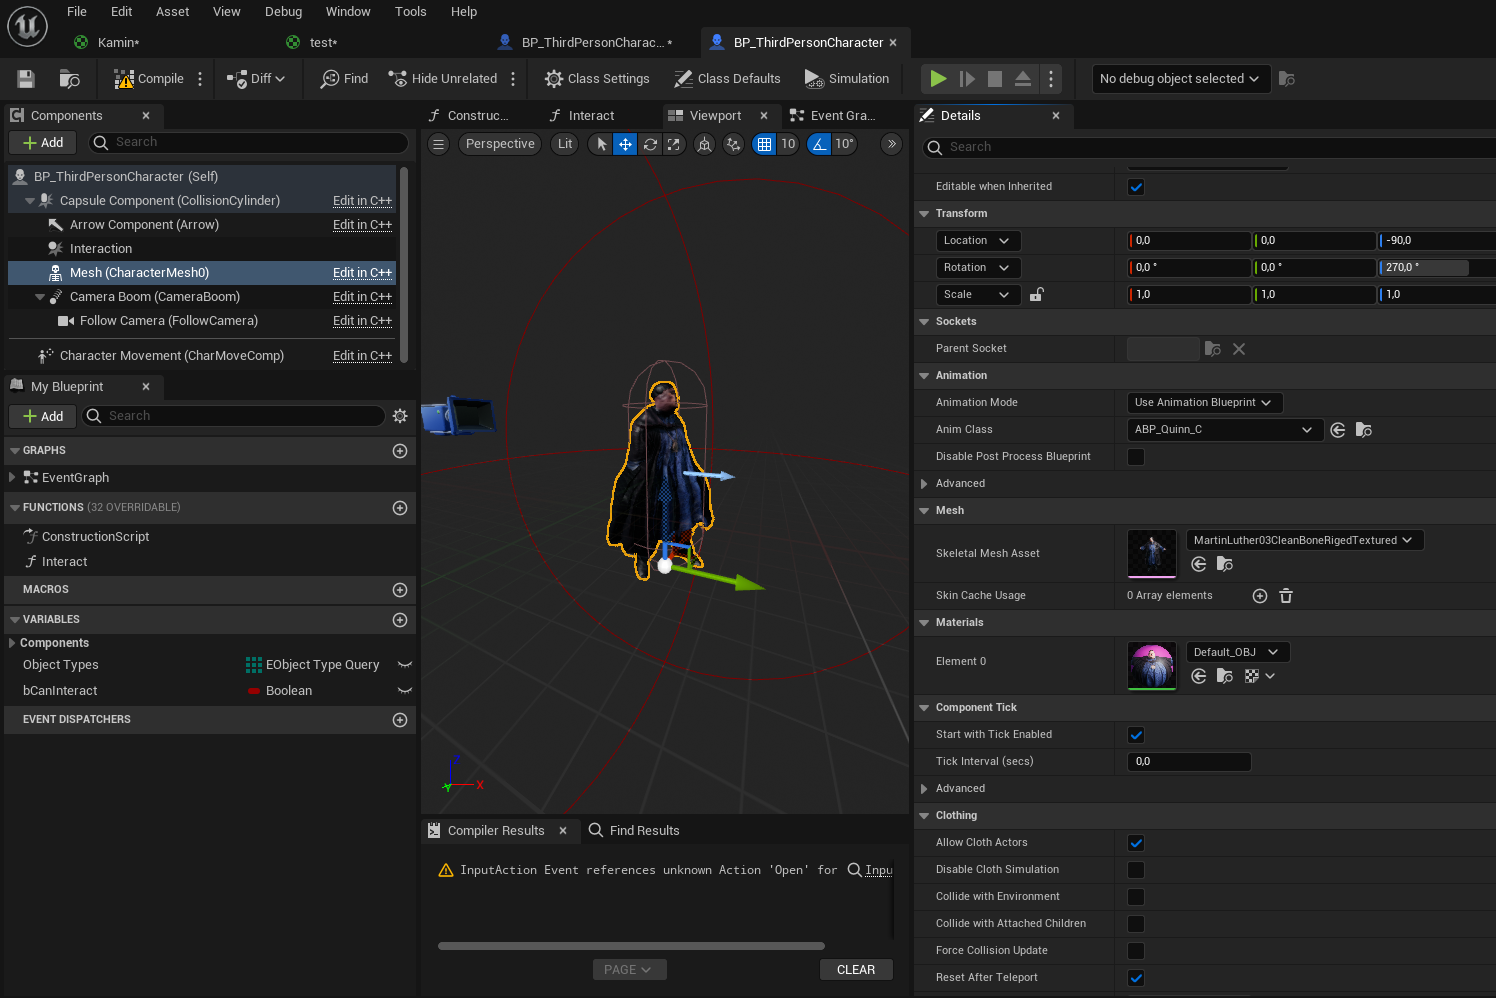 File Edit Asset View Debug Window Tools Help
Kamin* test* BP_ThirdPersonCharac... * BP_ThirdPersonCharacter
Compile Diff Find Hide Unrelated Class Settings Class Defaults Simulation No debug object selected
Components
Add Search
BP_ThirdPersonCharacter (Self)
Capsule Component (CollisionCylinder) Edit in C++
Arrow Component (Arrow) Edit in C++
Interaction
Mesh (CharacterMesh0) Edit in C++
Camera Boom (CameraBoom) Edit in C++
Follow Camera (FollowCamera) Edit in C++
Character Movement (CharMoveComp) Edit in C++
My Blueprint
Add Search
GRAPHS
EventGraph
FUNCTIONS (32 OVERRIDABLE)
ConstructionScript
Interact
MACROS
VARIABLES
Components
Object Types EObject Type Query
bCanInteract Boolean
EVENT DISPATCHERS
Construc... Interact Viewport Event Gra...
Perspective Lit 10 10°
Z
X
Y
Compiler Results Find Results
InputAction Event references unknown Action 'Open' for Inpu
PAGE CLEAR
Details
Search
Editable when Inherited
Transform
Location 0,0 0,0 -90,0
Rotation 0,0 ° 0,0 ° 270,0 °
Scale 1,0 1,0 1,0
Sockets
Parent Socket
Animation
Animation Mode Use Animation Blueprint
Anim Class ABP_Quinn_C
Disable Post Process Blueprint
Advanced
Mesh
Skeletal Mesh Asset MartinLuther03CleanBoneRigedTextured
Skin Cache Usage 0 Array elements
Materials
Element 0 Default_OBJ
Component Tick
Start with Tick Enabled
Tick Interval (secs) 0,0
Advanced
Clothing
Allow Cloth Actors
Disable Cloth Simulation
Collide with Environment
Collide with Attached Children
Force Collision Update
Reset After Teleport